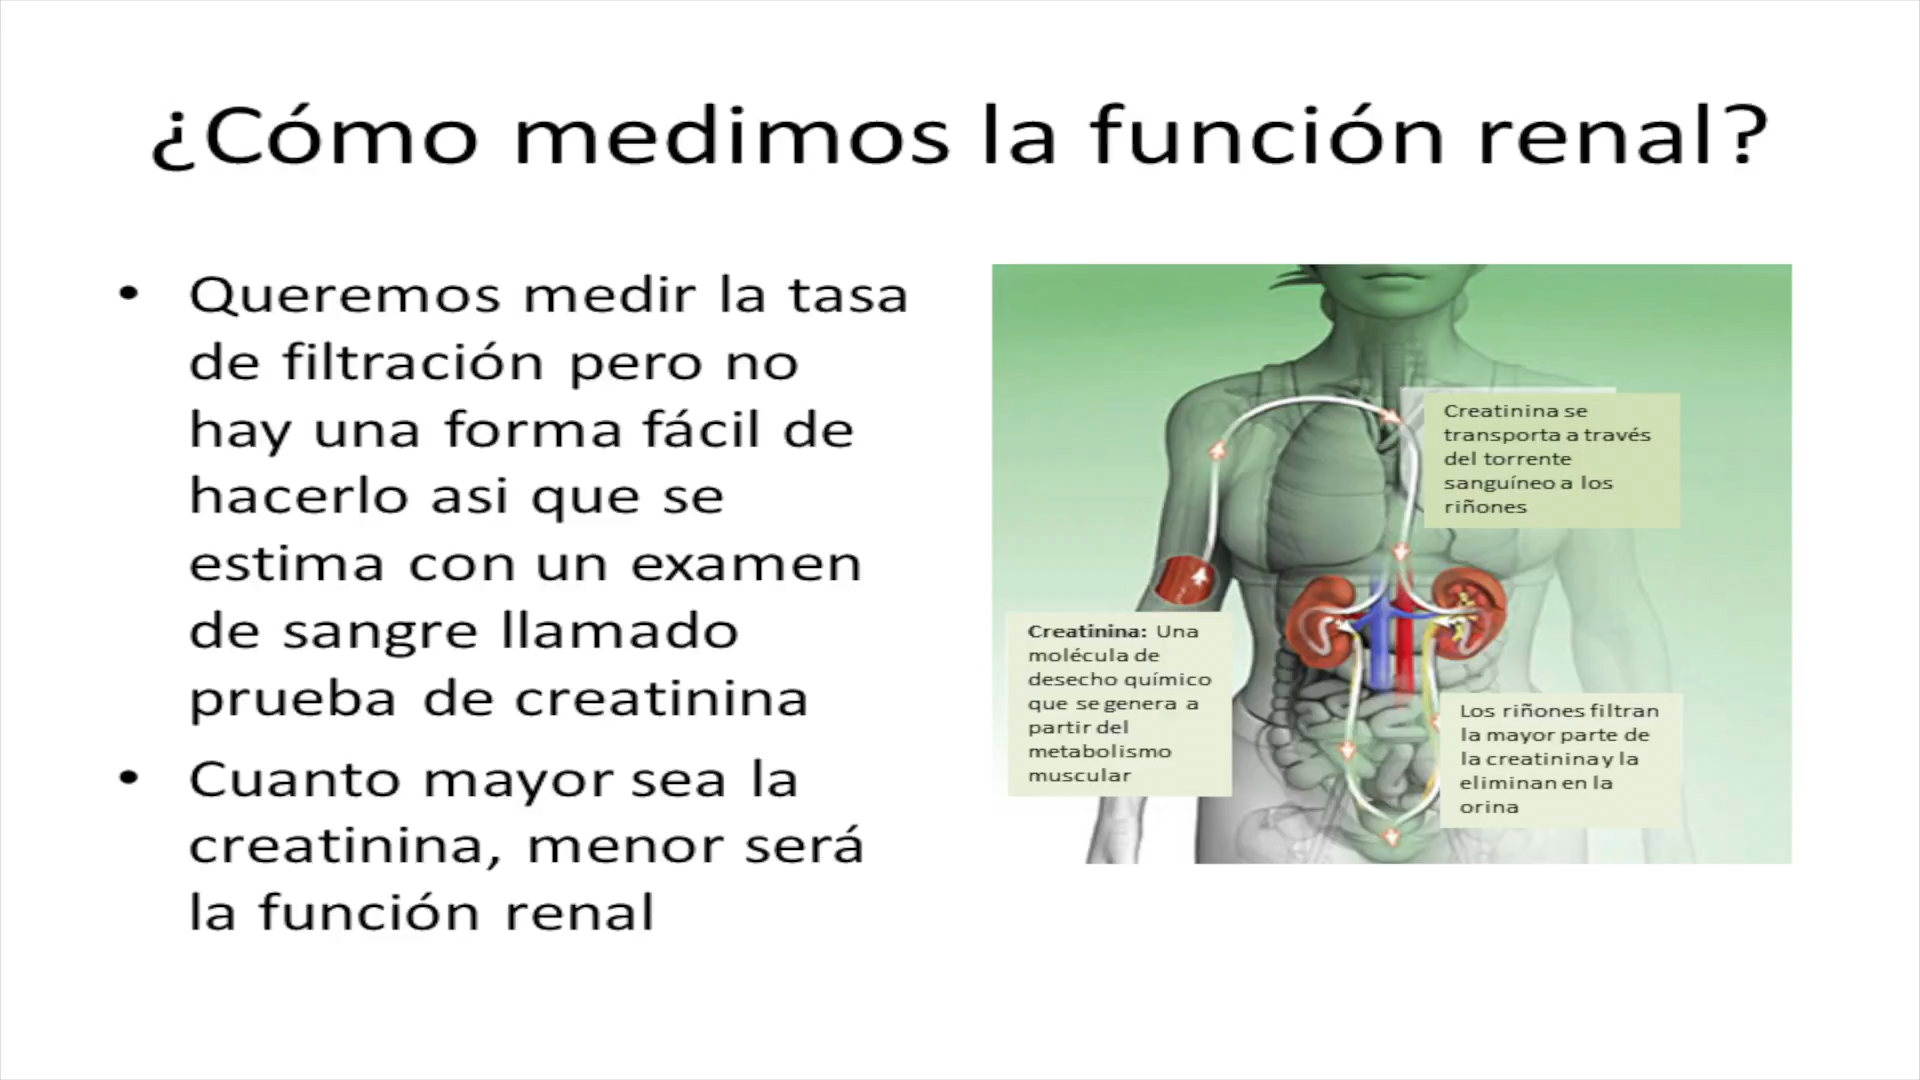 ¿Cómo medimos la función renal?
• Queremos medir la tasa
de filtración pero no
hay una forma fácil de
hacerlo asi que se
estima con un examen
de sangre llamado
prueba de creatinina
• Cuanto mayor sea la
creatinina, menor será
la función renal
Creatinina se
transporta a través
del torrente
sanguíneo a los
riñones
Creatinina: Una
molécula de
desecho químico
que se genera a
partir del
metabolismo
muscular
Los riñones filtran
la mayor parte de
la creatinina y la
eliminan en la
orina